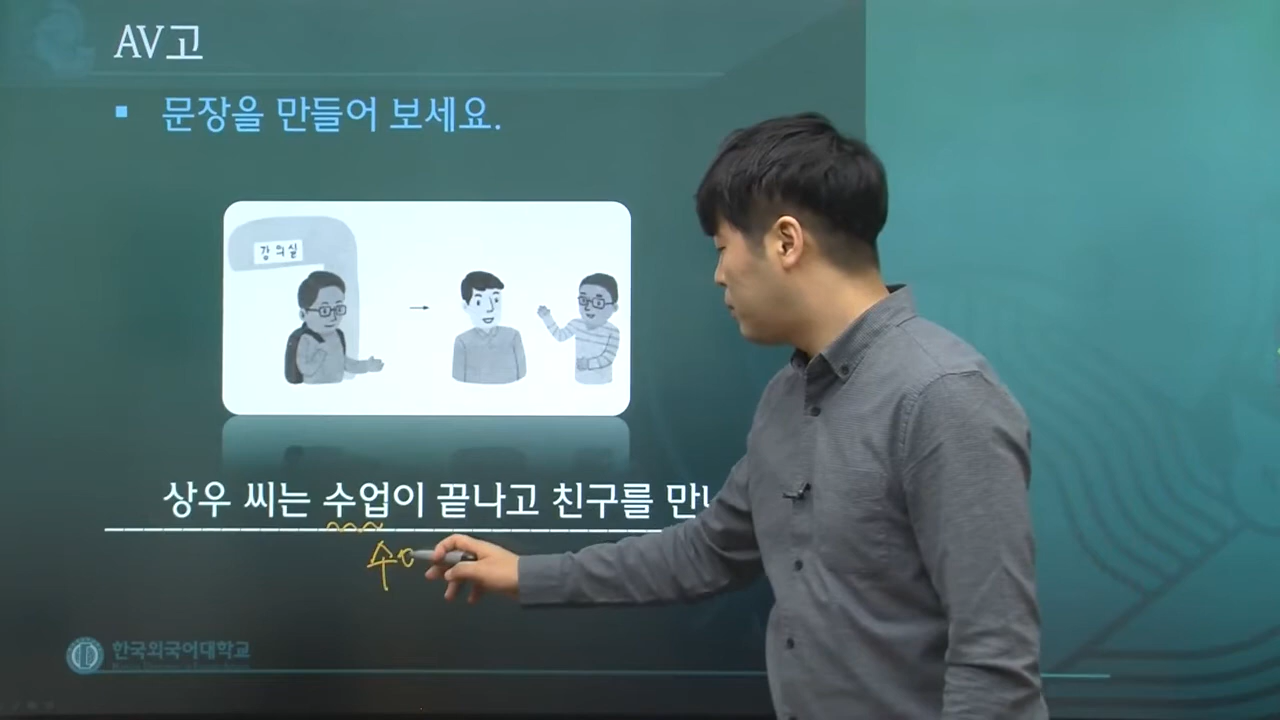 AV고
▪ 문장을 만들어 보세요.
강의실
상우 씨는 수업이 끝나고 친구를 만
수
한국외국어대학교